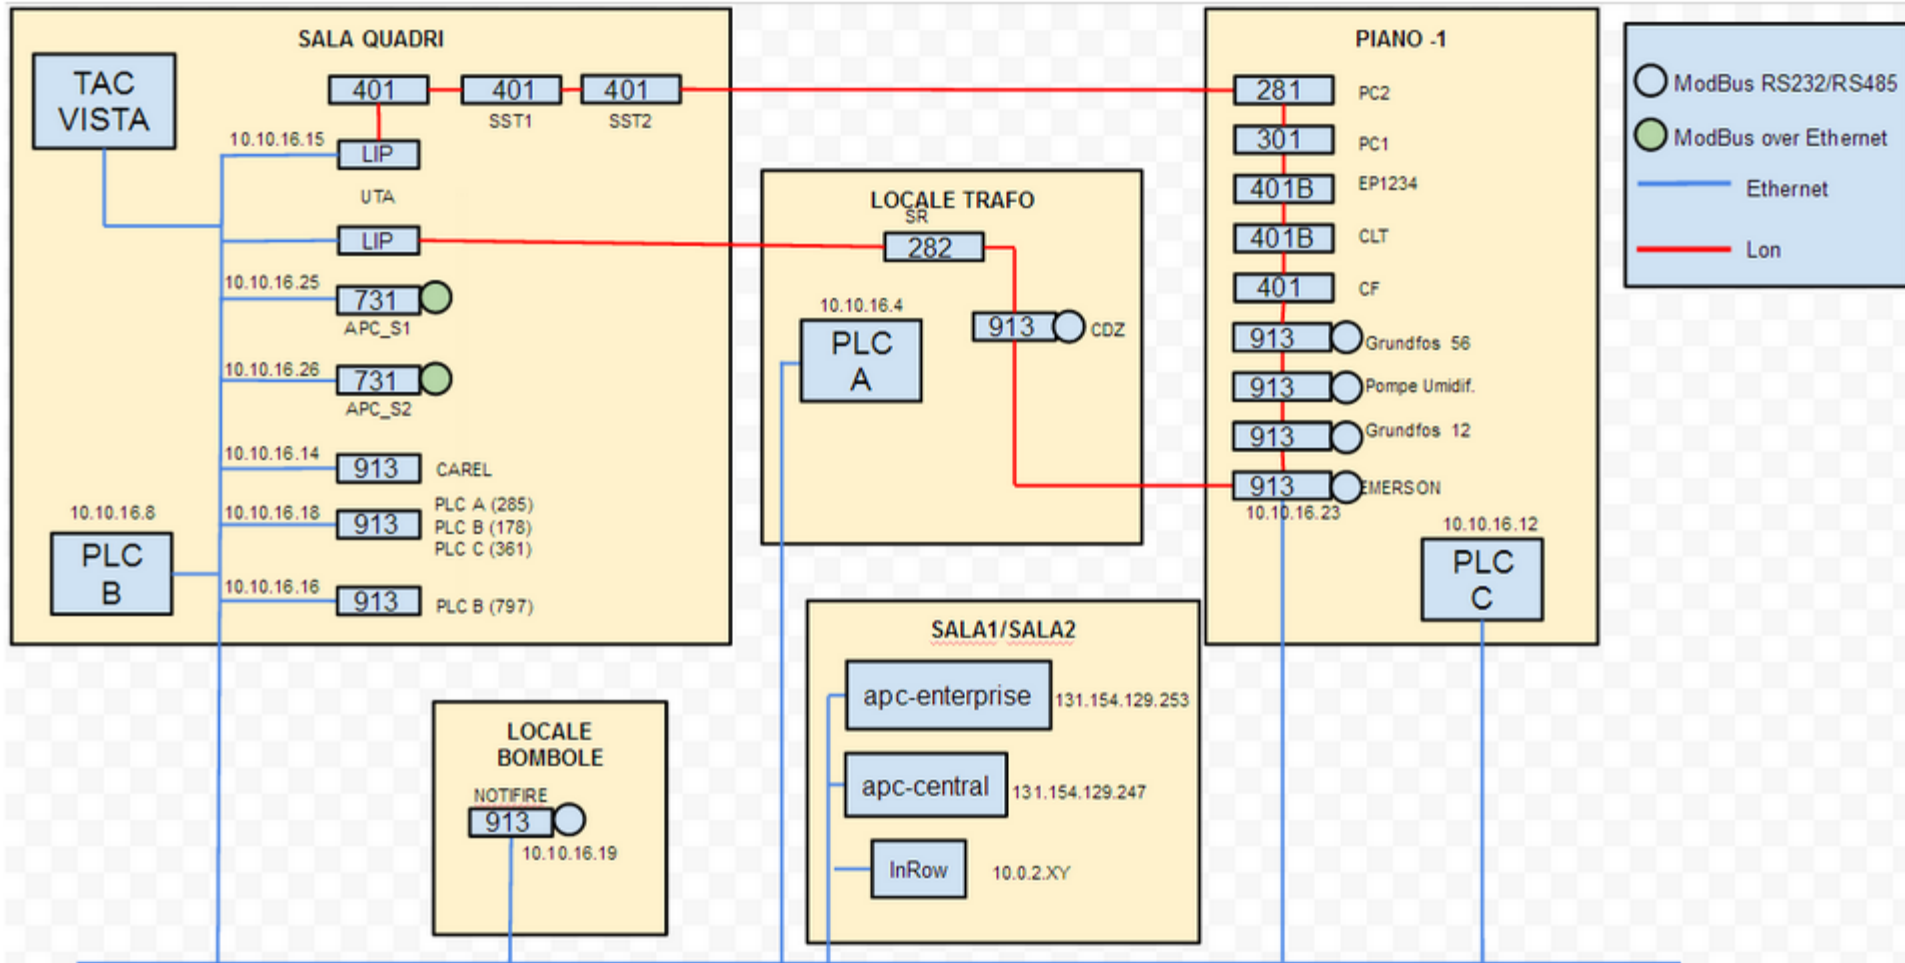 SALA QUADRI
TAC
VISTA
401
401
401
SST1
SST2
10.10.16.15
LIP
UTA
LIP
10.10.16.25
731
APC_S1
10.10.16.26
731
APC_S2
10.10.16.14
913
CAREL
10.10.16.8
PLC
B
10.10.16.18
913
PLC A (285)
PLC B (178)
PLC C (361)
10.10.16.16
913
PLC B (797)
LOCALE TRAFO
SR
282
10.10.16.4
PLC
A
913
CDZ
PIANO -1
281
PC2
301
PC1
401B
EP1234
401B
CLT
401
CF
913
Grundfos 56
913
Pompe Umidif.
913
Grundfos 12
913
EMERSON
10.10.16.23
10.10.16.12
PLC
C
ModBus RS232/RS485
ModBus over Ethernet
Ethernet
Lon
LOCALE
BOMBOLE
NOTIFIRE
913
10.10.16.19
SALA1/SALA2
apc-enterprise
131.154.129.253
apc-central
131.154.129.247
InRow
10.0.2.XY